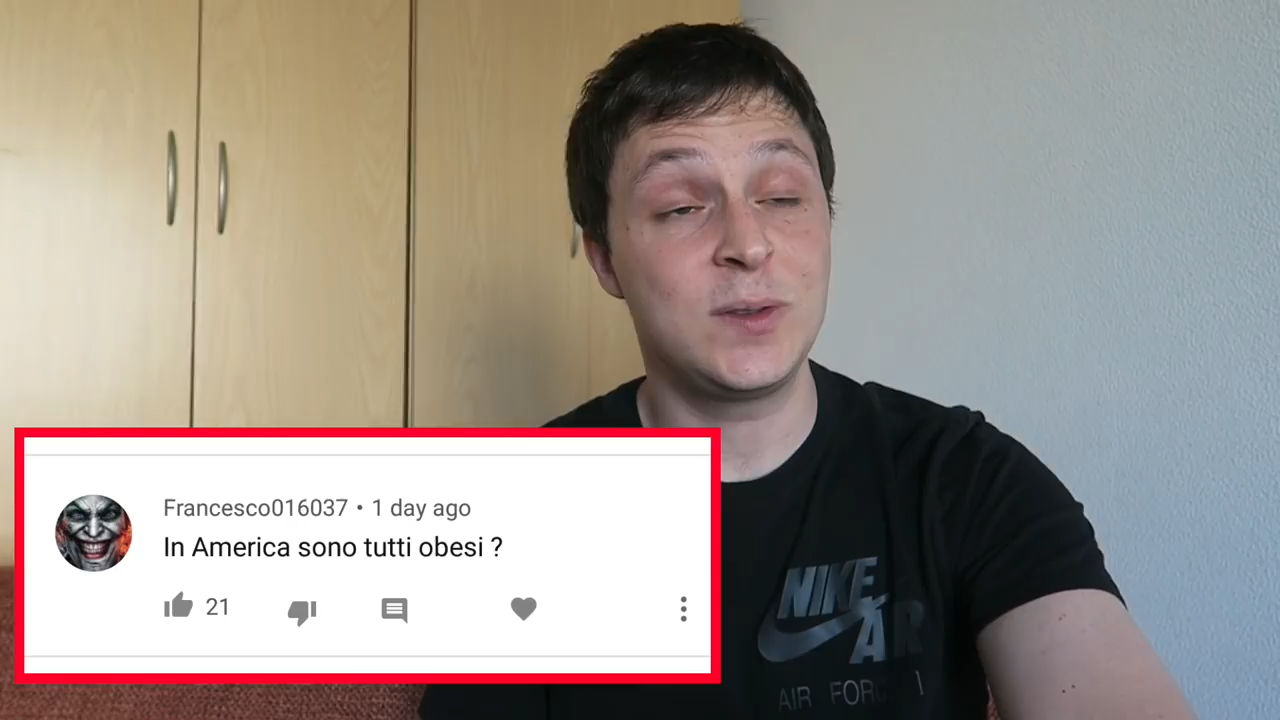 Francesco016037 • 1 day ago
In America sono tutti obesi ?
21
NIKE
AIR
AIR FORC